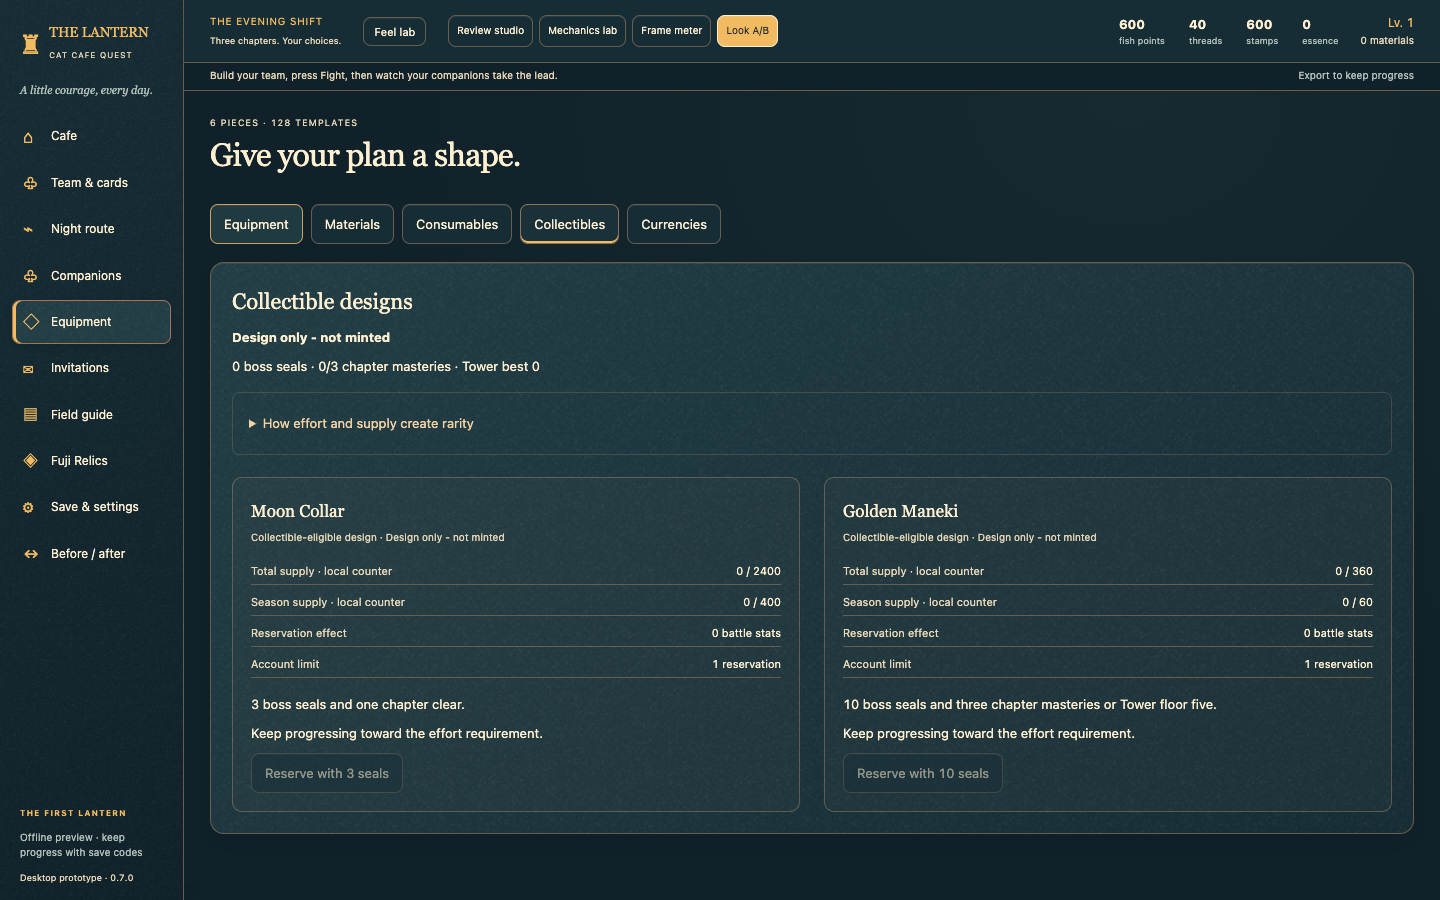 THE LANTERN
CAT CAFE QUEST
A little courage, every day.
Cafe
Team & cards
Night route
Companions
Equipment
Invitations
Field guide
Fuji Relics
Save & settings
Before / after
THE FIRST LANTERN
Offline preview · keep
progress with save codes
Desktop prototype · 0.7.0
THE EVENING SHIFT
Three chapters. Your choices.
Feel lab
Review studio
Mechanics lab
Frame meter
Look A/B
600
fish points
40
threads
600
stamps
0
essence
Lv. 1
0 materials
Build your team, press Fight, then watch your companions take the lead.
Export to keep progress
6 PIECES · 128 TEMPLATES
Give your plan a shape.
Equipment
Materials
Consumables
Collectibles
Currencies
Collectible designs
Design only - not minted
0 boss seals · 0/3 chapter masteries · Tower best 0
How effort and supply create rarity
Moon Collar
Collectible-eligible design · Design only - not minted
Total supply · local counter 0 / 2400
Season supply · local counter 0 / 400
Reservation effect 0 battle stats
Account limit 1 reservation
3 boss seals and one chapter clear.
Keep progressing toward the effort requirement.
Reserve with 3 seals
Golden Maneki
Collectible-eligible design · Design only - not minted
Total supply · local counter 0 / 360
Season supply · local counter 0 / 60
Reservation effect 0 battle stats
Account limit 1 reservation
10 boss seals and three chapter masteries or Tower floor five.
Keep progressing toward the effort requirement.
Reserve with 10 seals